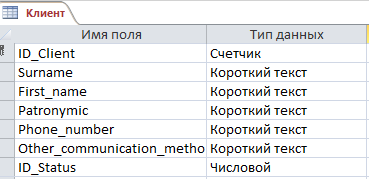 Клиент
Имя поля Тип данных
ID_Client Счетчик
Surname Короткий текст
First_name Короткий текст
Patronymic Короткий текст
Phone_number Короткий текст
Other_communication_metho Короткий текст
ID_Status Числовой